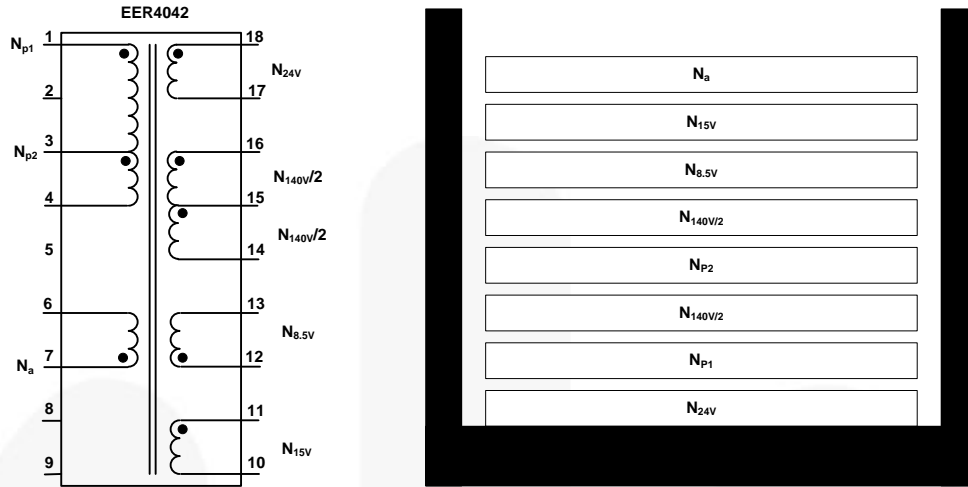 EER4042
Np1
1
2
3
Np2
4
5
6
7
Na
8
9
18
N24V
17
16
N140V/2
15
N140V/2
14
13
N8.5V
12
11
N15V
10
Na
N15V
N8.5V
N140V/2
NP2
N140V/2
NP1
N24V